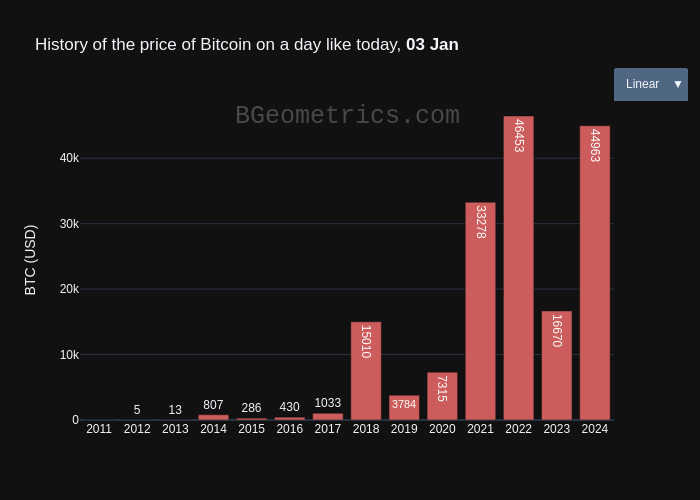 History of the price of Bitcoin on a day like today, 03 Jan
Linear ▼
BGeometrics.com
BTC (USD)
40k
30k
20k
10k
0
5
13
807
286
430
1033
15010
3784
7315
33278
46453
16670
44963
2011 2012 2013 2014 2015 2016 2017 2018 2019 2020 2021 2022 2023 2024